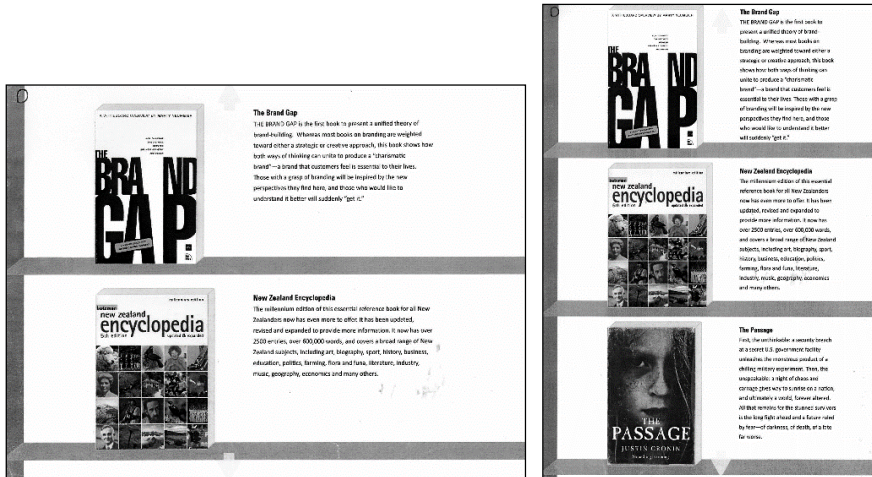 The Brand Gap
THE BRAND GAP is the first book to present a unified theory of
brand-building. Whereas most books on branding are weighted
toward either a strategic or creative approach, this book shows how
both ways of thinking can unite to produce a "charismatic
brand"—a brand that customers feel is essential to their lives.
Those with a grasp of branding will be inspired by the new
perspectives they find here, and those who would like to
understand it better will suddenly "get it."
THE
BRAND
GAP
New Zealand Encyclopedia
The millennium edition of this essential reference book for all New
Zealanders now has even more to offer. It has been updated,
revised and expanded to provide more information. It now has over
2500 entries, over 600,000 words, and covers a broad range of New
Zealand subjects, including art, biography, sport, history, business,
education, politics, farming, flora and funa, literature, industry,
music, geography, economics and many others.
millennium edition
bateman
new zealand
encyclopedia
5th edition updated & expanded
The Brand Gap
THE BRAND GAP is the first book to
present a unified theory of brand-
building. Whereas most books on
branding are weighted toward either a
strategic or creative approach, this book
shows how both ways of thinking can
unite to produce a "charismatic
brand"—a brand that customers feel is
essential to their lives. Those with a grasp
of branding will be inspired by the new
perspectives they find here, and those
who would like to understand it better
will suddenly "get it."
THE
BRAND
GAP
New Zealand Encyclopedia
The millennium edition of this essential
reference book for all New Zealanders
now has even more to offer. It has been
updated, revised and expanded to
provide more information. It now has
over 2500 entries, over 600,000 words,
and covers a broad range of New Zealand
subjects, including art, biography, sport,
history, business, education, politics,
farming, flora and funa, literature,
industry, music, geography, economics
and many others.
millennium edition
bateman
new zealand
encyclopedia
5th edition updated & expanded
The Passage
First, the unthinkable: a security breach
at a secret U.S. government facility
unleashes the monstrous product of a
chilling military experiment. Then, the
unspeakable: a night of chaos and
carnage gives way to sunrise on a nation,
and ultimately a world, forever altered.
All that remains for the stunned survivors
is the long fight ahead and a future ruled
by fear—of darkness, of death, of a fate
far worse.
THE
PASSAGE
JUSTIN CRONIN